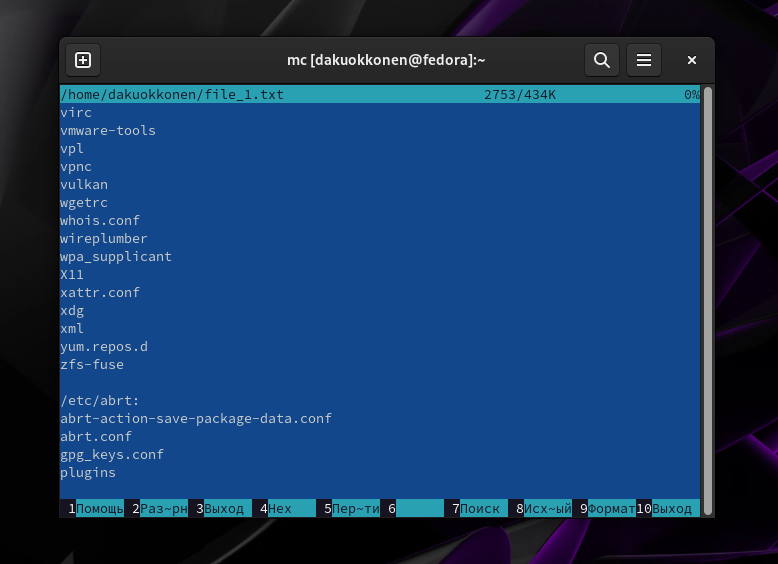 mc [dakuokkonen@fedora]:~
/home/dakuokkonen/file_1.txt 2753/434K 0%
virc
vmware-tools
vpl
vpnc
vulkan
wgetrc
whois.conf
wireplumber
wpa_supplicant
X11
xattr.conf
xdg
xml
yum.repos.d
zfs-fuse
/etc/abrt:
abrt-action-save-package-data.conf
abrt.conf
gpg_keys.conf
plugins
1Помощь 2Раз~рн 3Выход 4Hex 5Пер~ти 6 7Поиск 8Исх~ый 9Формат 10Выход